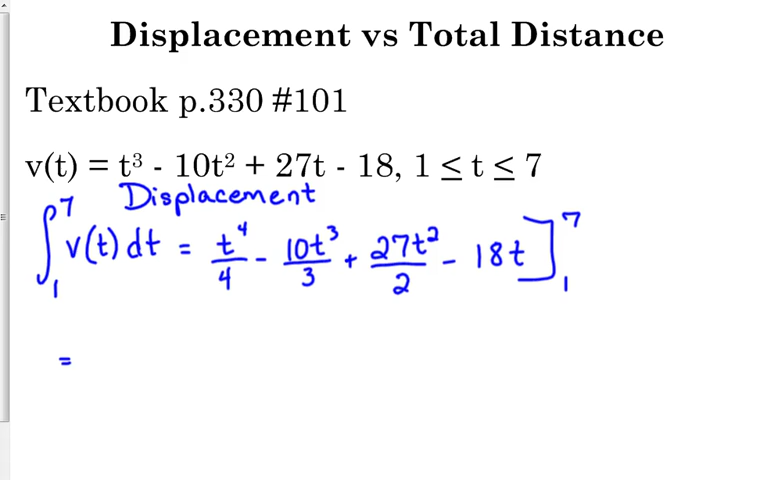 Displacement vs Total Distance
Textbook p.330 #101
v(t) = t³ - 10t² + 27t - 18, 1 ≤ t ≤ 7
Displacement
∫₁⁷ v(t) dt = t⁴/4 - 10t³/3 + 27t²/2 - 18t]₁⁷
=